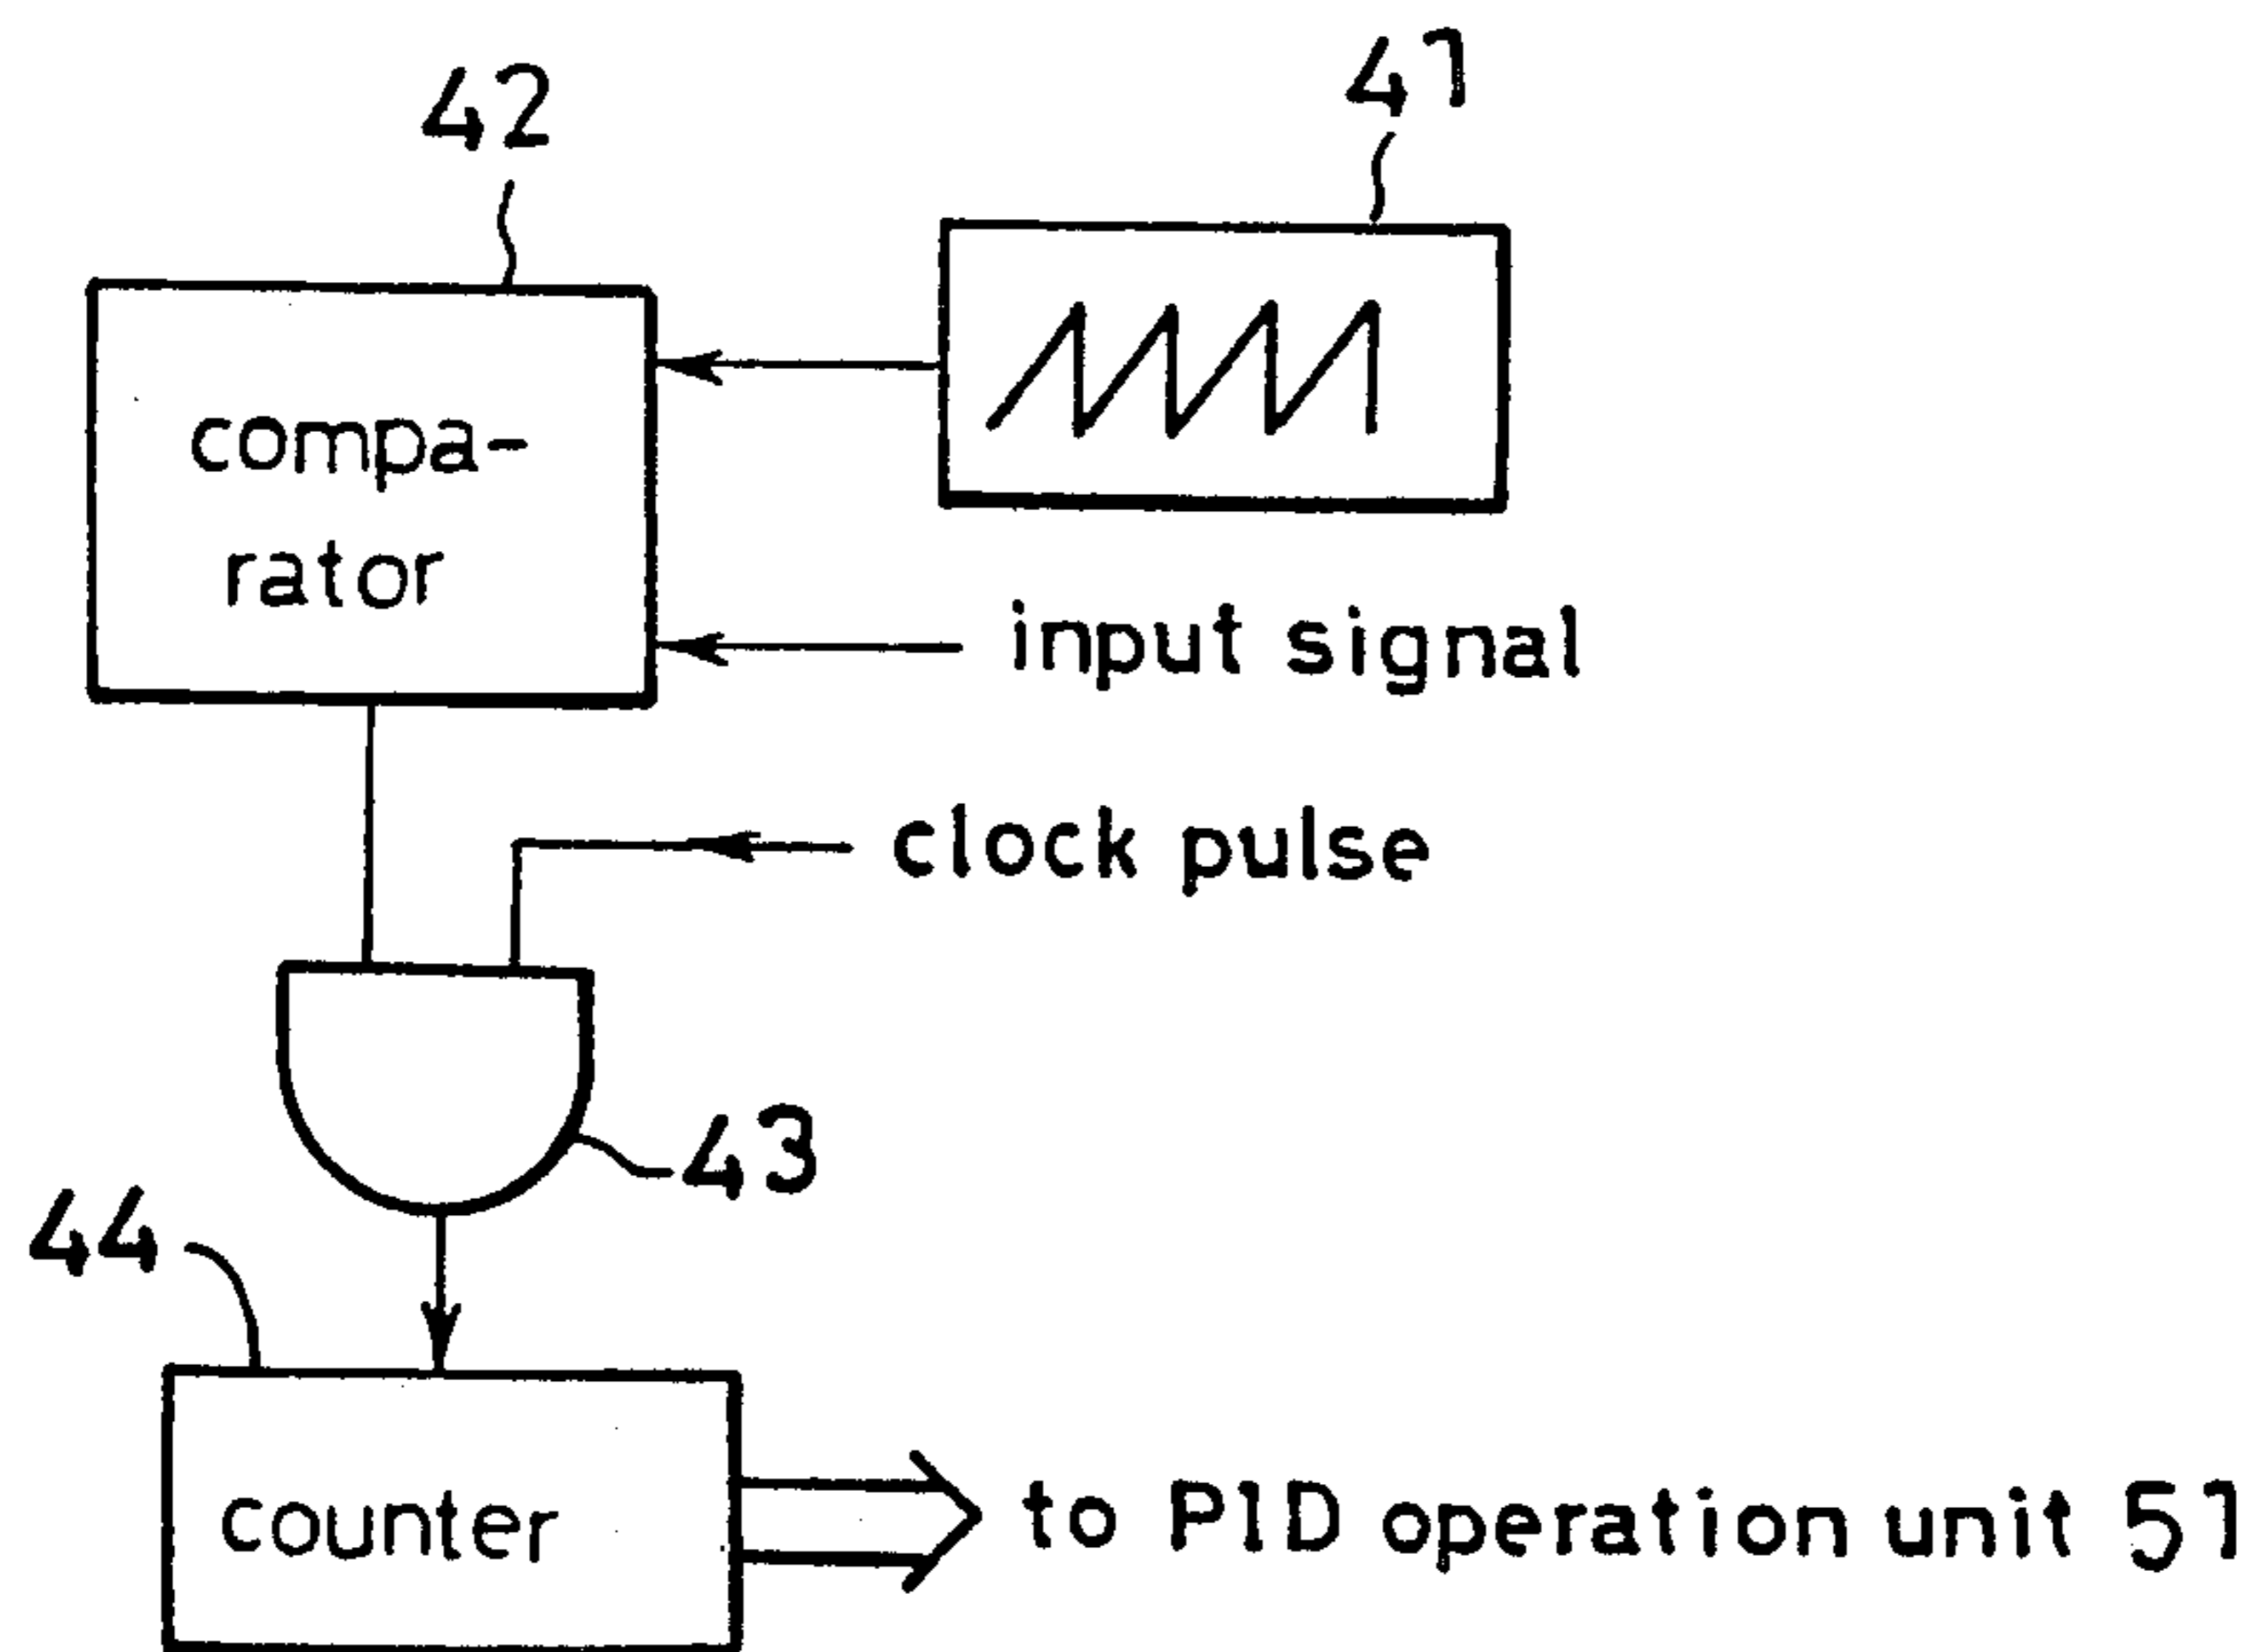 42
41
compa-
rator
input signal
clock pulse
43
44
counter
to PID operation unit 51